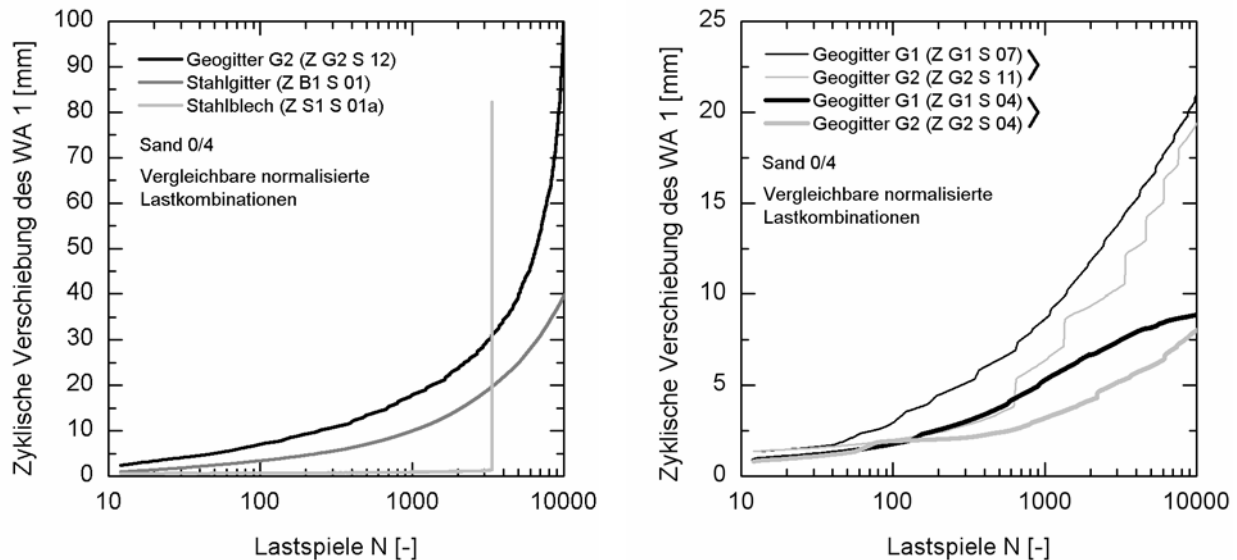 Zyklische Verschiebung des WA 1 [mm]
100
90
80
70
60
50
40
30
20
10
0
Geogitter G2 (Z G2 S 12)
Stahlgitter (Z B1 S 01)
Stahlblech (Z S1 S 01a)
Sand 0/4
Vergleichbare normalisierte
Lastkombinationen
10 100 1000 10000
Lastspiele N [-]
Zyklische Verschiebung des WA 1 [mm]
25
20
15
10
5
0
Geogitter G1 (Z G1 S 07)
Geogitter G2 (Z G2 S 11)
Geogitter G1 (Z G1 S 04)
Geogitter G2 (Z G2 S 04)
Sand 0/4
Vergleichbare normalisierte
Lastkombinationen
10 100 1000 10000
Lastspiele N [-]